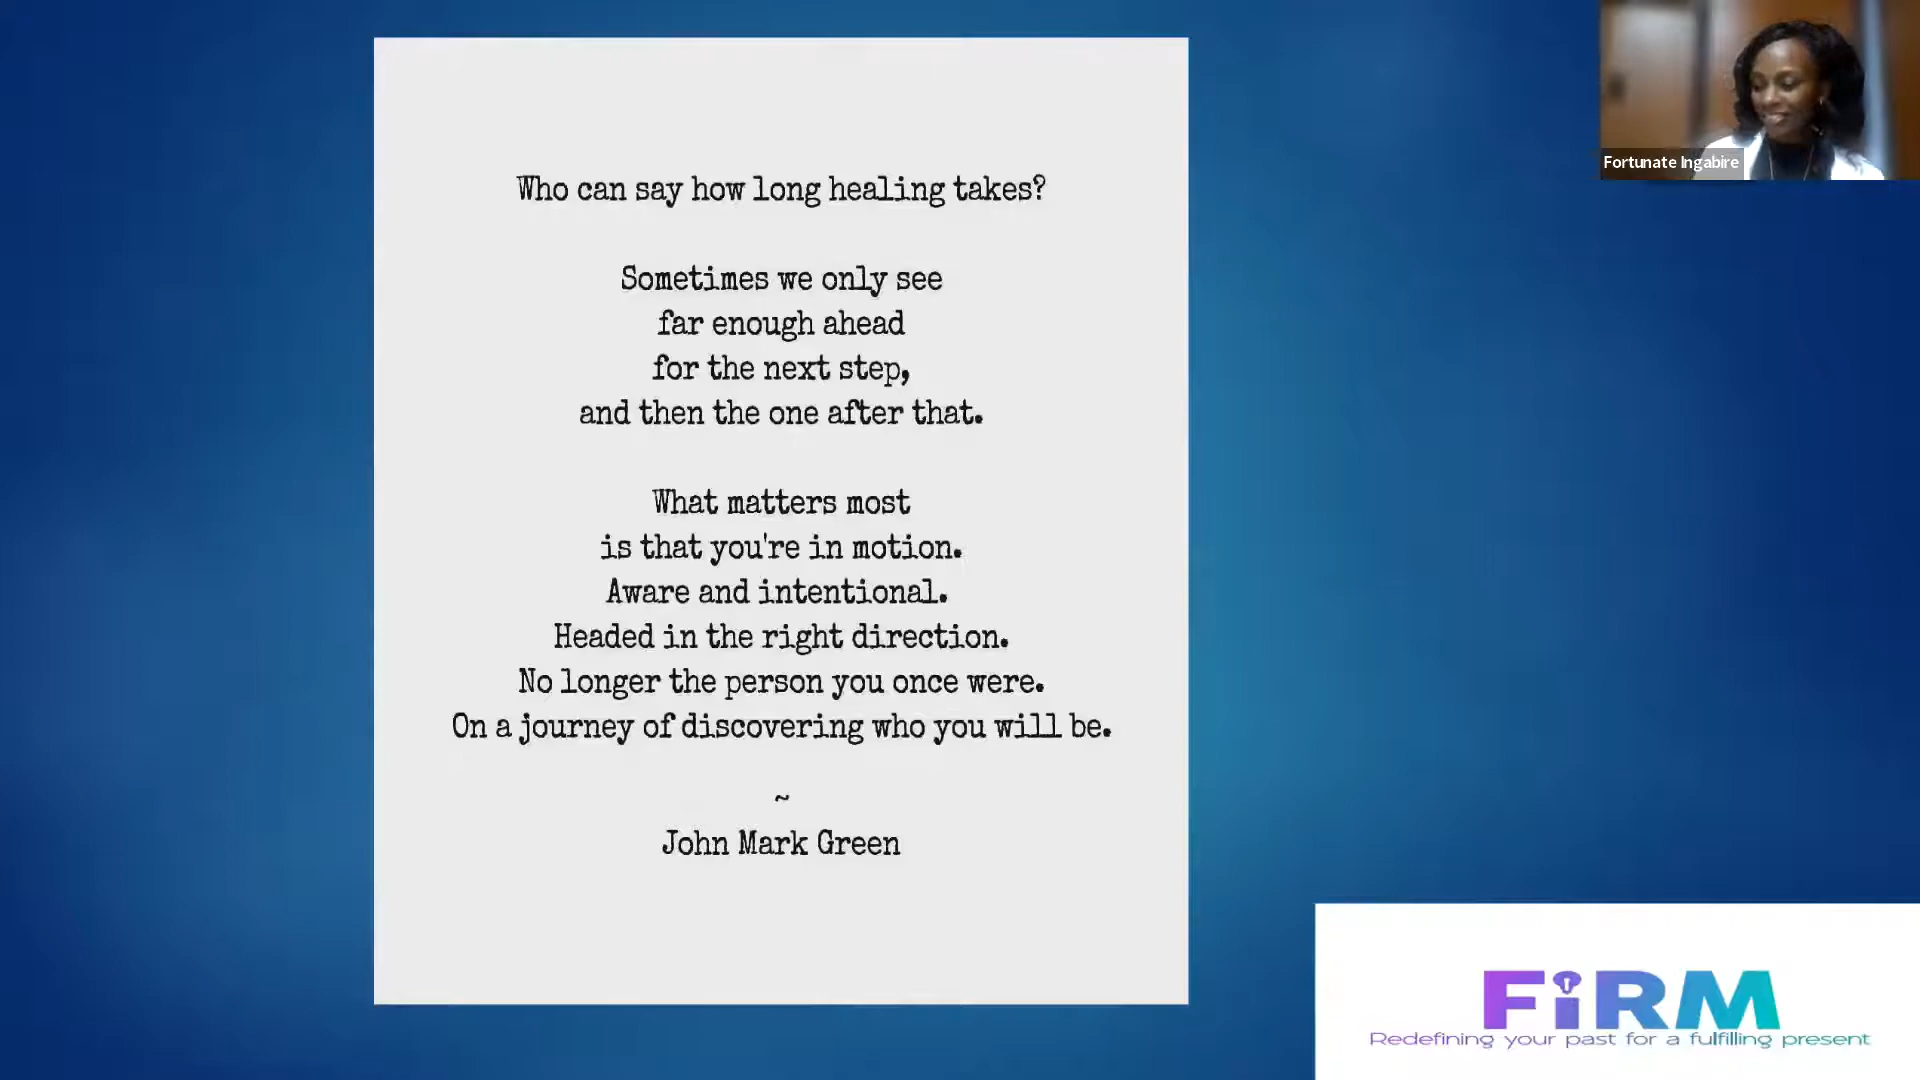 Who can say how long healing takes?
Sometimes we only see
far enough ahead
for the next step,
and then the one after that.
What matters most
is that you're in motion.
Aware and intentional.
Headed in the right direction.
No longer the person you once were.
On a journey of discovering who you will be.
~
John Mark Green
Fortunate Ingabire
FiRM
Redefining your past for a fulfilling present